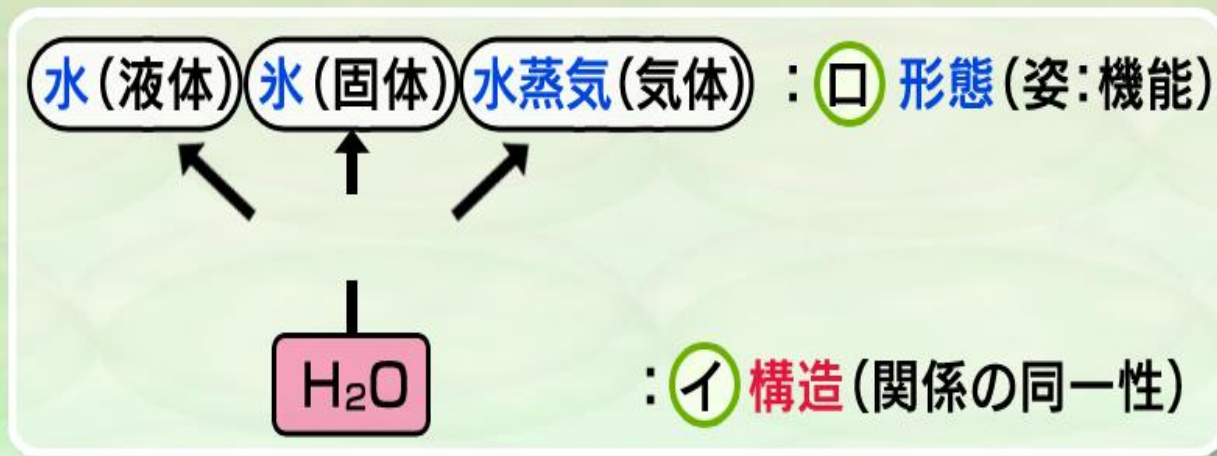 水(液体) 氷(固体) 水蒸気(気体) :ロ 形態(姿:機能)
H₂O :イ 構造(関係の同一性)